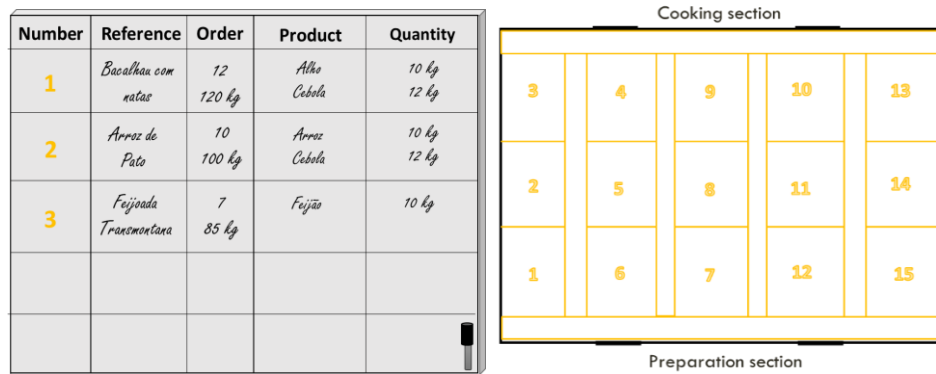 Number Reference Order Product Quantity
1 Bacalhau com natas 12 120 kg Alho Cebola 10 kg 12 kg
2 Arroz de Pato 10 100 kg Arroz Cebola 10 kg 12 kg
3 Feijoada Transmontana 7 85 kg Feijão 10 kg
Cooking section
3 4 9 10 13
2 5 8 11 14
1 6 7 12 15
Preparation section